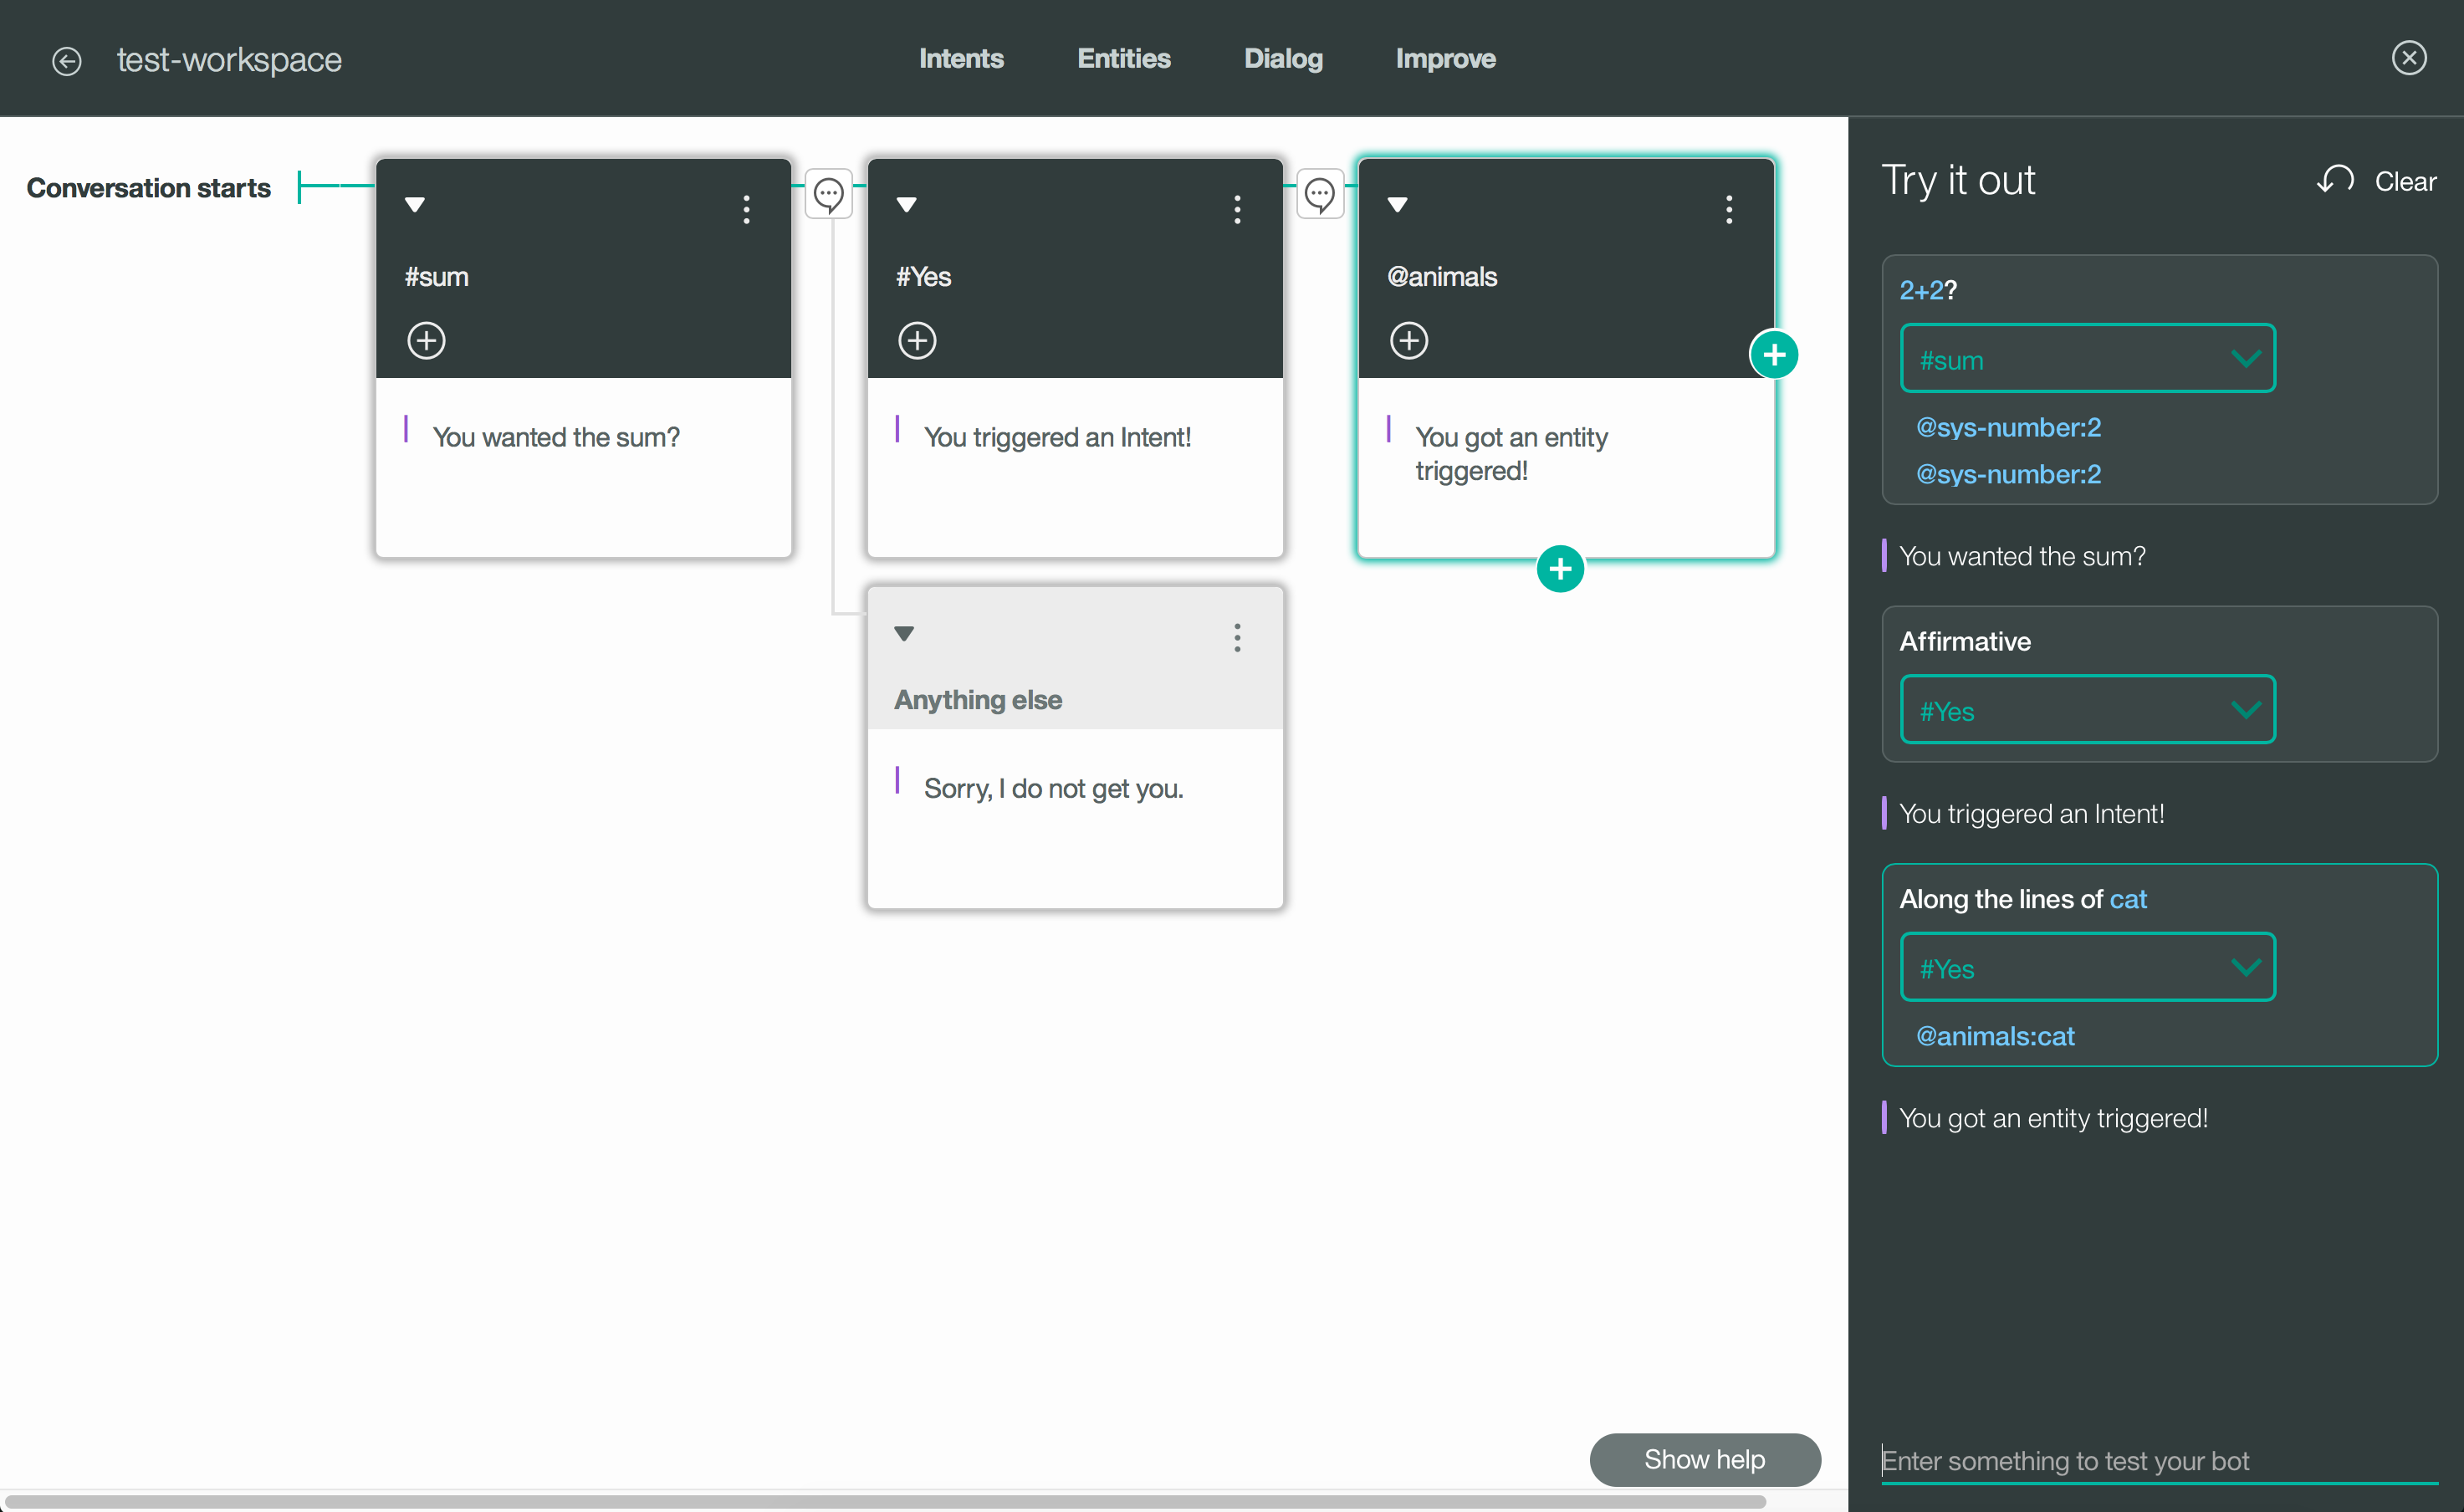 test-workspace
Intents
Entities
Dialog
Improve
Conversation starts
#sum
You wanted the sum?
#Yes
You triggered an Intent!
@animals
You got an entity
triggered!
Anything else
Sorry, I do not get you.
Show help
Try it out
Clear
2+2?
#sum
@sys-number:2
@sys-number:2
You wanted the sum?
Affirmative
#Yes
You triggered an Intent!
Along the lines of cat
#Yes
@animals:cat
You got an entity triggered!
Enter something to test your bot